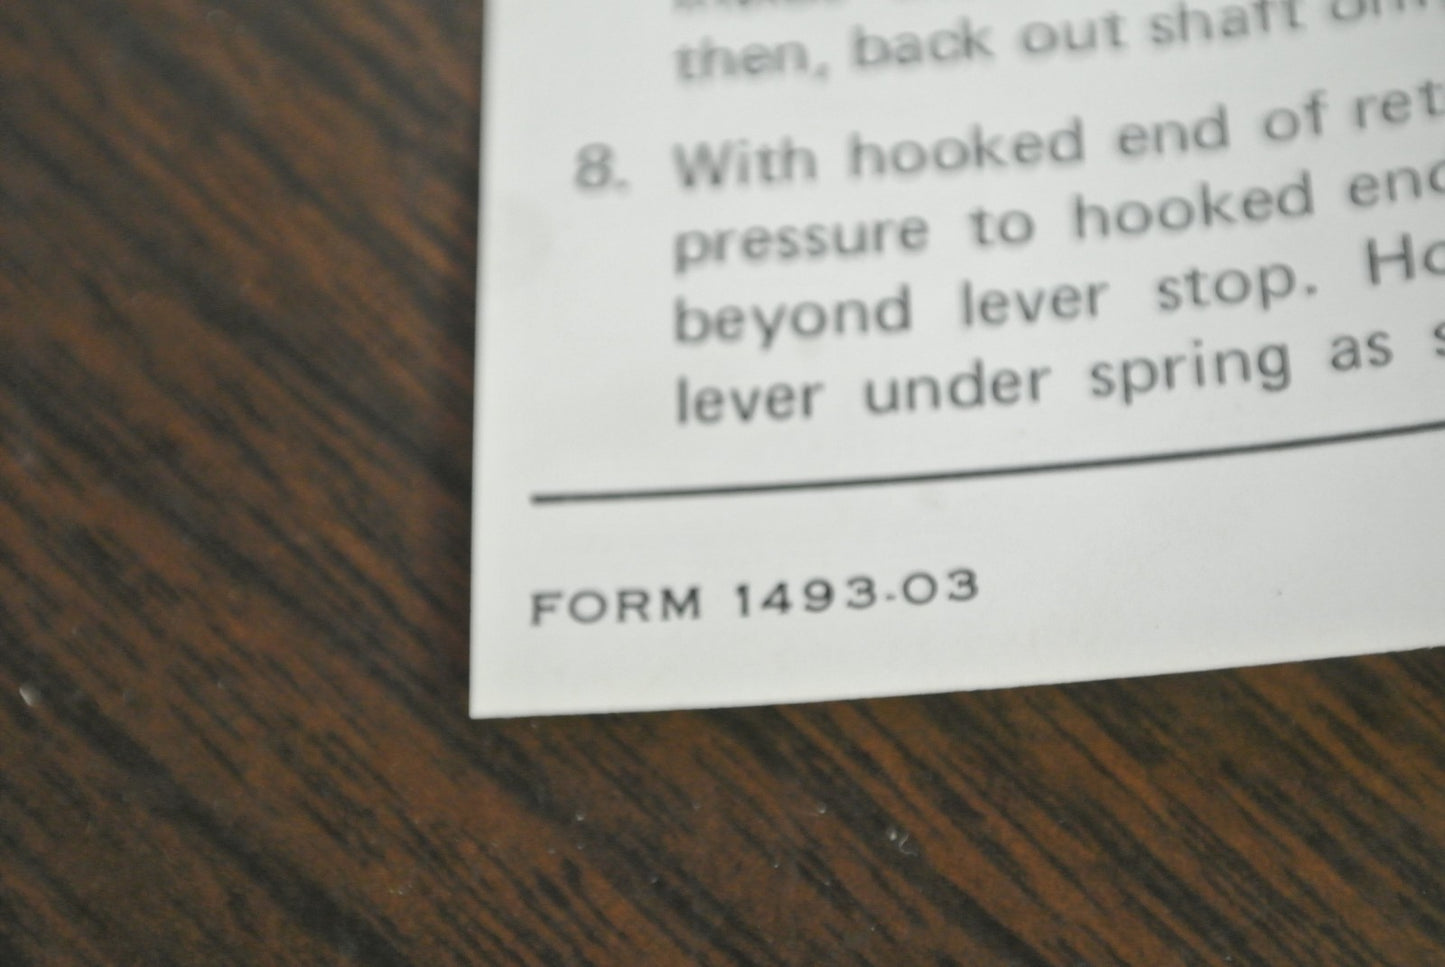 then, back out shaft
8. With hooked end of
pressure to hooked
beyond lever stop.
lever under spring as
FORM 1493-03